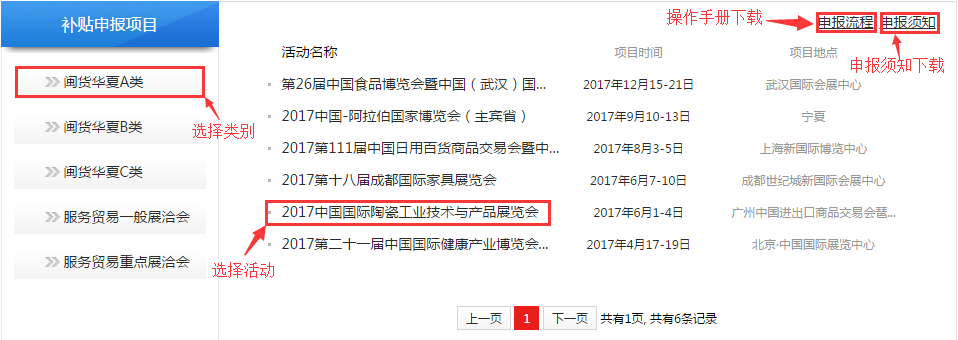 补贴申报项目
闽货华夏A类
闽货华夏B类
闽货华夏C类
服务贸易一般展洽会
服务贸易重点展洽会
选择类别
操作手册下载
申报流程 申报须知
申报须知下载
活动名称 项目时间 项目地点
第26届中国食品博览会暨中国（武汉）国... 2017年12月15-21日 武汉国际会展中心
2017中国-阿拉伯国家博览会（主宾省） 2017年9月10-13日 宁夏
2017第111届中国日用百货商品交易会暨中... 2017年8月3-5日 上海新国际博览中心
2017第十八届成都国际家具展览会 2017年6月7-10日 成都世纪城新国际会展中心
2017中国国际陶瓷工业技术与产品展览会 2017年6月1-4日 广州中国进出口商品交易会琶...
2017第二十一届中国国际健康产业博览会... 2017年4月17-19日 北京·中国国际展览中心
选择活动
上一页 1 下一页 共有1页, 共有6条记录